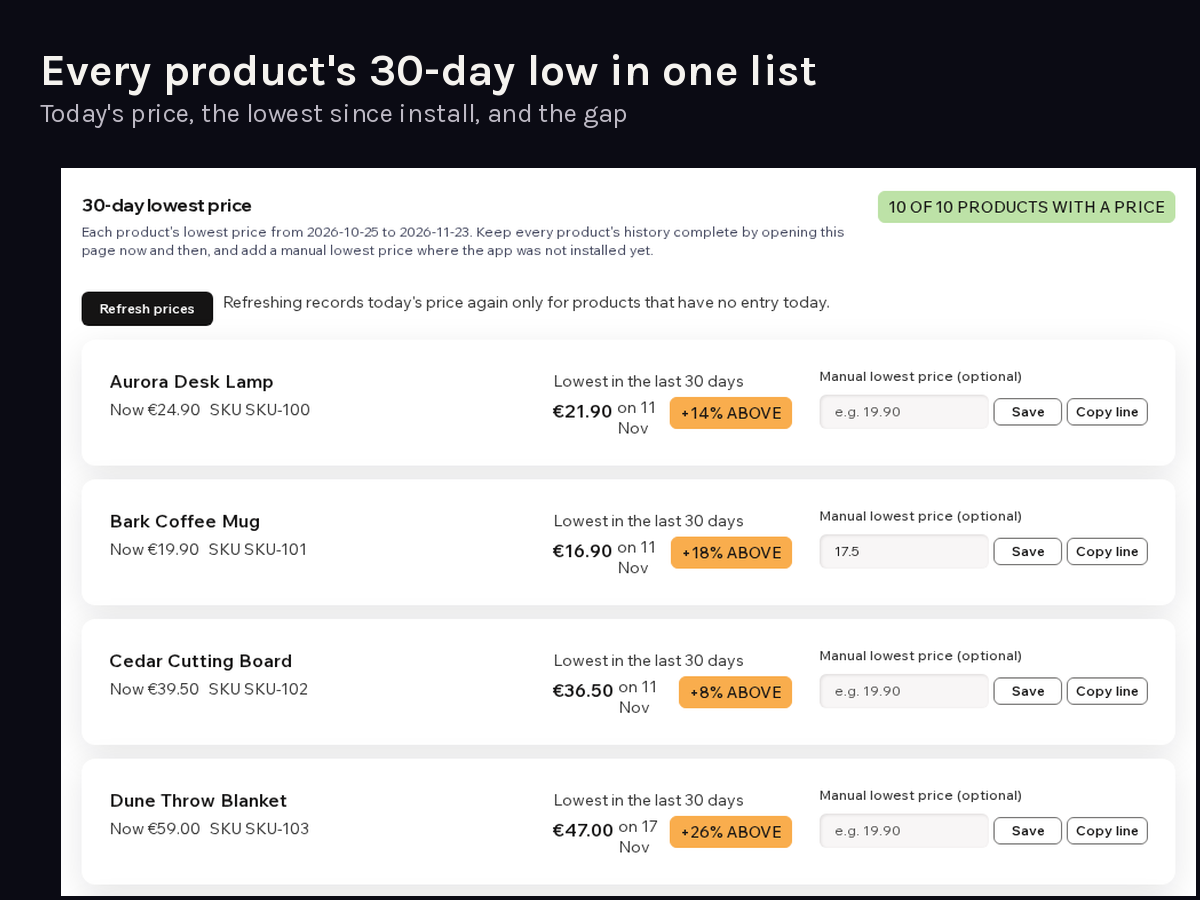 Every product's 30-day low in one list
Today's price, the lowest since install, and the gap
30-day lowest price
10 OF 10 PRODUCTS WITH A PRICE
Each product's lowest price from 2026-10-25 to 2026-11-23. Keep every product's history complete by opening this
page now and then, and add a manual lowest price where the app was not installed yet.
Refresh prices
Refreshing records today's price again only for products that have no entry today.
Aurora Desk Lamp
Now €24.90 SKU SKU-100
Lowest in the last 30 days
€21.90 on 11
Nov
+14% ABOVE
Manual lowest price (optional)
e.g. 19.90 Save Copy line
Bark Coffee Mug
Now €19.90 SKU SKU-101
Lowest in the last 30 days
€16.90 on 11
Nov
+18% ABOVE
Manual lowest price (optional)
17.5 Save Copy line
Cedar Cutting Board
Now €39.50 SKU SKU-102
Lowest in the last 30 days
€36.50 on 11
Nov
+8% ABOVE
Manual lowest price (optional)
e.g. 19.90 Save Copy line
Dune Throw Blanket
Now €59.00 SKU SKU-103
Lowest in the last 30 days
€47.00 on 17
Nov
+26% ABOVE
Manual lowest price (optional)
e.g. 19.90 Save Copy line